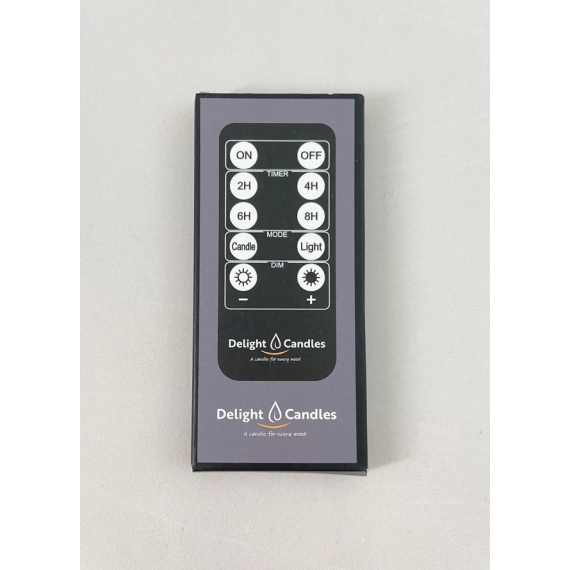 ON OFF
TIMER
2H 4H
6H 8H
MODE
Candle Light
DIM
− +
Delight Candles
A candle for every mood
Delight Candles
A candle for every mood